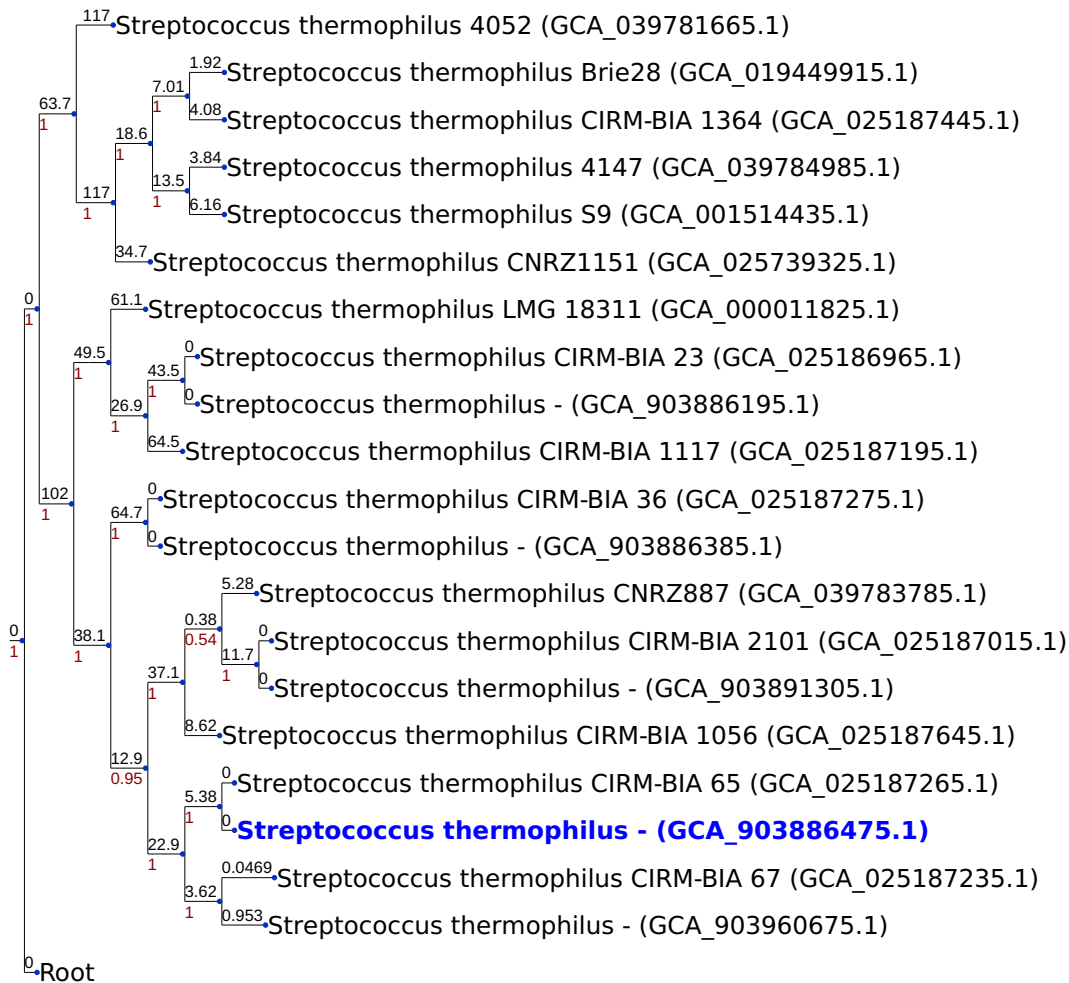 117
Streptococcus thermophilus 4052 (GCA_039781665.1)
1.92
Streptococcus thermophilus Brie28 (GCA_019449915.1)
7.01
1
4.08
Streptococcus thermophilus CIRM-BIA 1364 (GCA_025187445.1)
63.7
1
18.6
1
3.84
Streptococcus thermophilus 4147 (GCA_039784985.1)
13.5
1
6.16
Streptococcus thermophilus S9 (GCA_001514435.1)
117
1
34.7
Streptococcus thermophilus CNRZ1151 (GCA_025739325.1)
0
1
61.1
Streptococcus thermophilus LMG 18311 (GCA_000011825.1)
49.5
1
0
Streptococcus thermophilus CIRM-BIA 23 (GCA_025186965.1)
43.5
1
0
Streptococcus thermophilus - (GCA_903886195.1)
26.9
1
64.5
Streptococcus thermophilus CIRM-BIA 1117 (GCA_025187195.1)
102
1
0
Streptococcus thermophilus CIRM-BIA 36 (GCA_025187275.1)
64.7
1
0
Streptococcus thermophilus - (GCA_903886385.1)
5.28
Streptococcus thermophilus CNRZ887 (GCA_039783785.1)
0.38
0.54
0
Streptococcus thermophilus CIRM-BIA 2101 (GCA_025187015.1)
11.7
1
0
Streptococcus thermophilus - (GCA_903891305.1)
0
1
38.1
1
37.1
1
8.62
Streptococcus thermophilus CIRM-BIA 1056 (GCA_025187645.1)
12.9
0.95
0
Streptococcus thermophilus CIRM-BIA 65 (GCA_025187265.1)
5.38
1
0
Streptococcus thermophilus - (GCA_903886475.1)
22.9
1
0.0469
Streptococcus thermophilus CIRM-BIA 67 (GCA_025187235.1)
3.62
1
0.953
Streptococcus thermophilus - (GCA_903960675.1)
0
Root